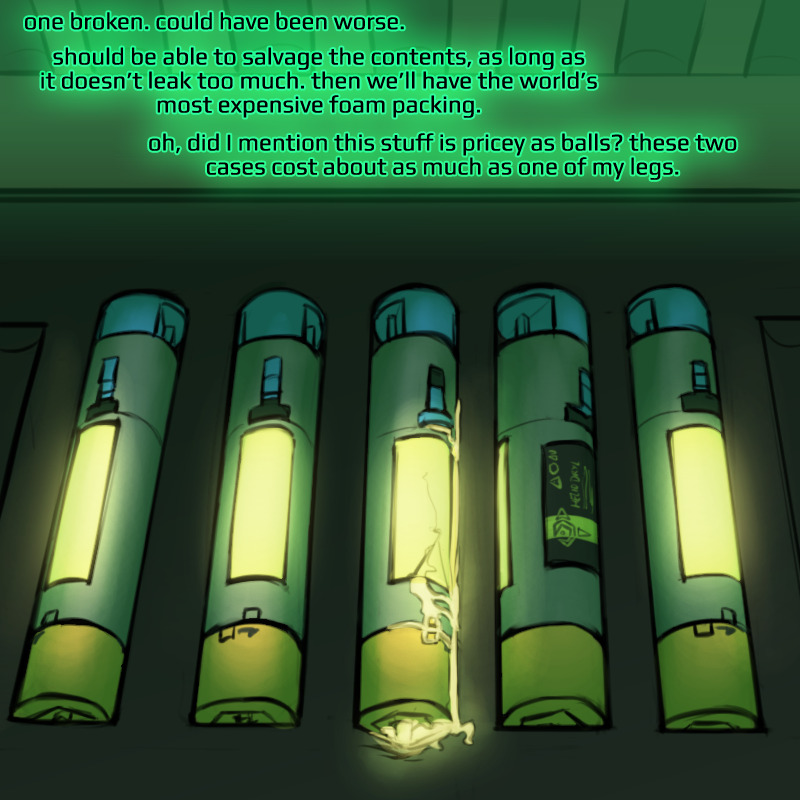 one broken. could have been worse.
should be able to salvage the contents, as long as
it doesn't leak too much. then we'll have the world's
most expensive foam packing.
oh, did I mention this stuff is pricey as balls? these two
cases cost about as much as one of my legs.